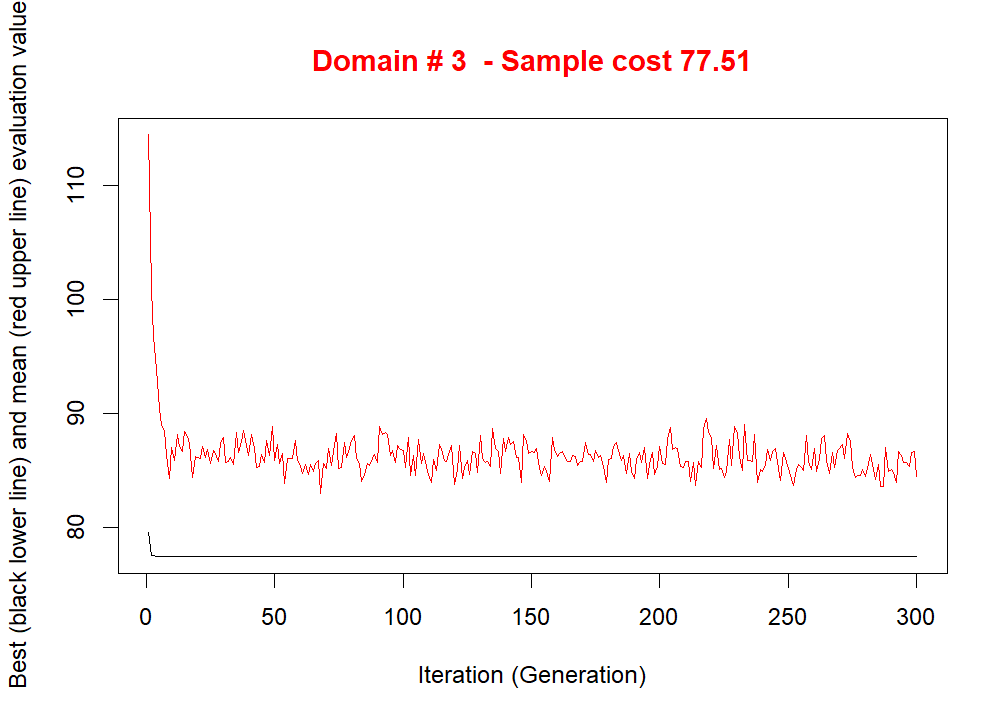 Domain # 3  - Sample cost 77.51
Best (black lower line) and mean (red upper line) evaluation value
110
100
90
80
0 50 100 150 200 250 300
Iteration (Generation)